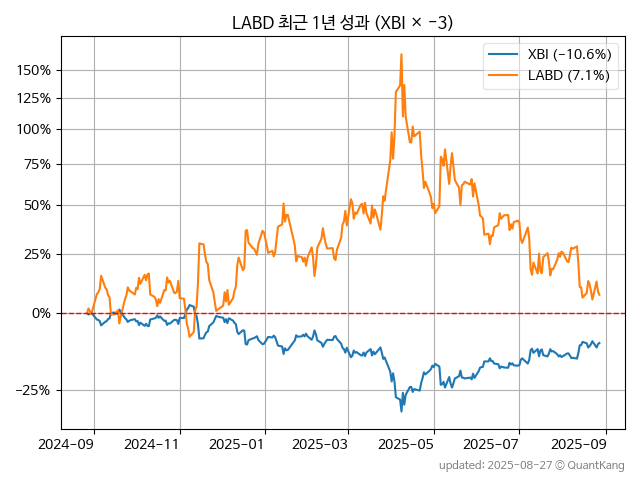 LABD 최근 1년 성과 (XBI × −3)
XBI (−10.6%)
LABD (7.1%)
150%
125%
100%
75%
50%
25%
0%
−25%
2024-09 2024-11 2025-01 2025-03 2025-05 2025-07 2025-09
updated: 2025-08-27 © QuantKang